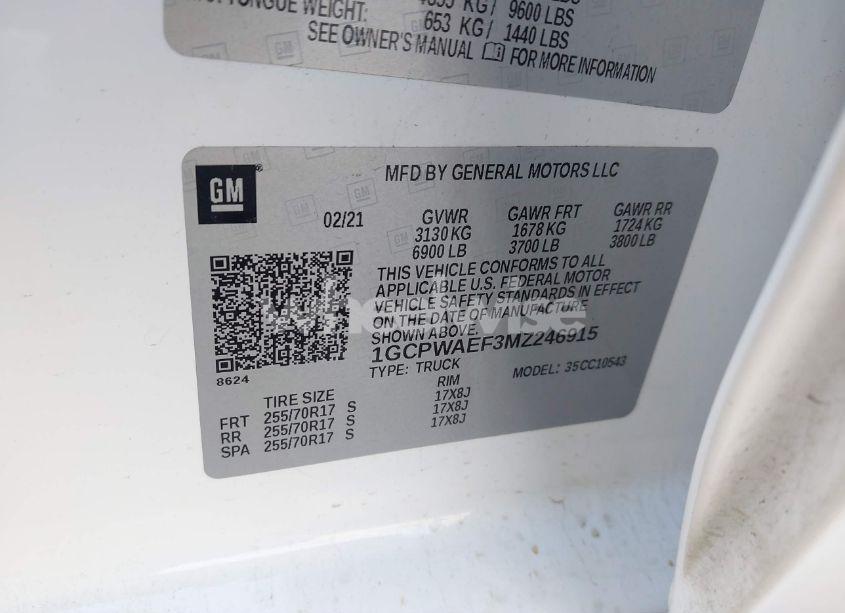 KG/ 9600 LBS
TONGUE WEIGHT: 653 KG/ 1440 LBS
SEE OWNER'S MANUAL FOR MORE INFORMATION
GM
GM
MFD BY GENERAL MOTORS LLC
02/21 GVWR GAWR FRT GAWR RR
3130 KG 1678 KG 1724 KG
6900 LB 3700 LB 3800 LB
THIS VEHICLE CONFORMS TO ALL
APPLICABLE U.S. FEDERAL MOTOR
VEHICLE SAFETY STANDARDS IN EFFECT
ON THE DATE OF MANUFACTURE
SHOWN ABOVE.
1GCPWAEF3MZ246915
TYPE: TRUCK MODEL: 35CC10543
8624
TIRE SIZE RIM
FRT 255/70R17 S 17X8J
RR 255/70R17 S 17X8J
SPA 255/70R17 S 17X8J